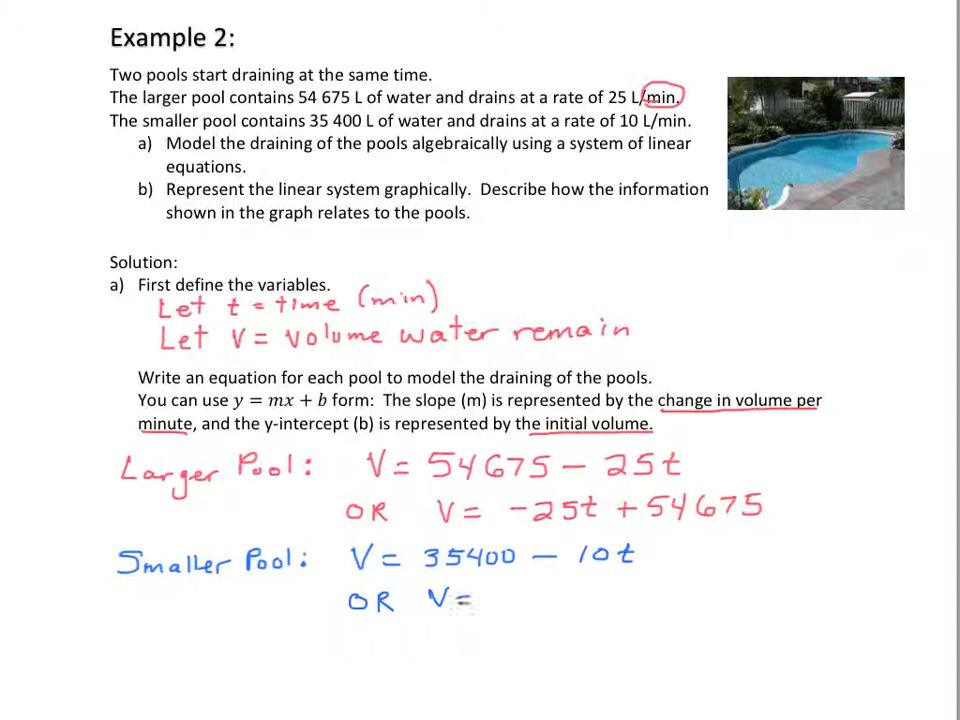 Example 2:
Two pools start draining at the same time.
The larger pool contains 54 675 L of water and drains at a rate of 25 L/min.
The smaller pool contains 35 400 L of water and drains at a rate of 10 L/min.
a) Model the draining of the pools algebraically using a system of linear
equations.
b) Represent the linear system graphically. Describe how the information
shown in the graph relates to the pools.
Solution:
a) First define the variables.
Let t = time (min)
Let V = volume water remain
Write an equation for each pool to model the draining of the pools.
You can use y = mx + b form: The slope (m) is represented by the change in volume per
minute, and the y-intercept (b) is represented by the initial volume.
Larger Pool: V = 54675 – 25t
OR V = -25t + 54675
Smaller Pool: V = 35400 – 10t
OR V =